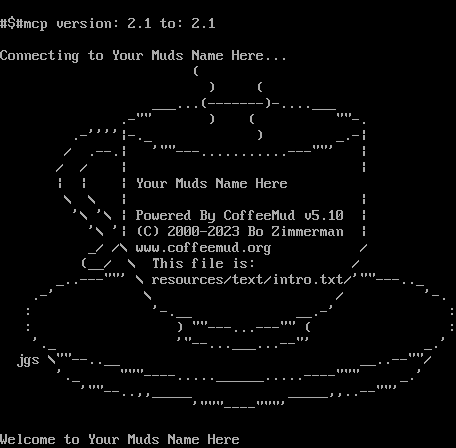 #$#mcp version: 2.1 to: 2.1
Connecting to Your Muds Name Here...
Your Muds Name Here
Powered By CoffeeMud v5.10
(C) 2000-2023 Bo Zimmerman
www.coffeemud.org
This file is:
resources/text/intro.txt/
jgs
Welcome to Your Muds Name Here